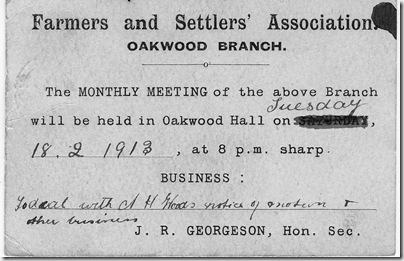 Farmers and Settlers' Association.
OAKWOOD BRANCH.
The MONTHLY MEETING of the above Branch
Tuesday
will be held in Oakwood Hall on SATURDAY,
18.2 1913, at 8 p.m. sharp.
BUSINESS:
To deal with A H Woods notice of motion &
other business
J. R. GEORGESON, Hon. Sec.